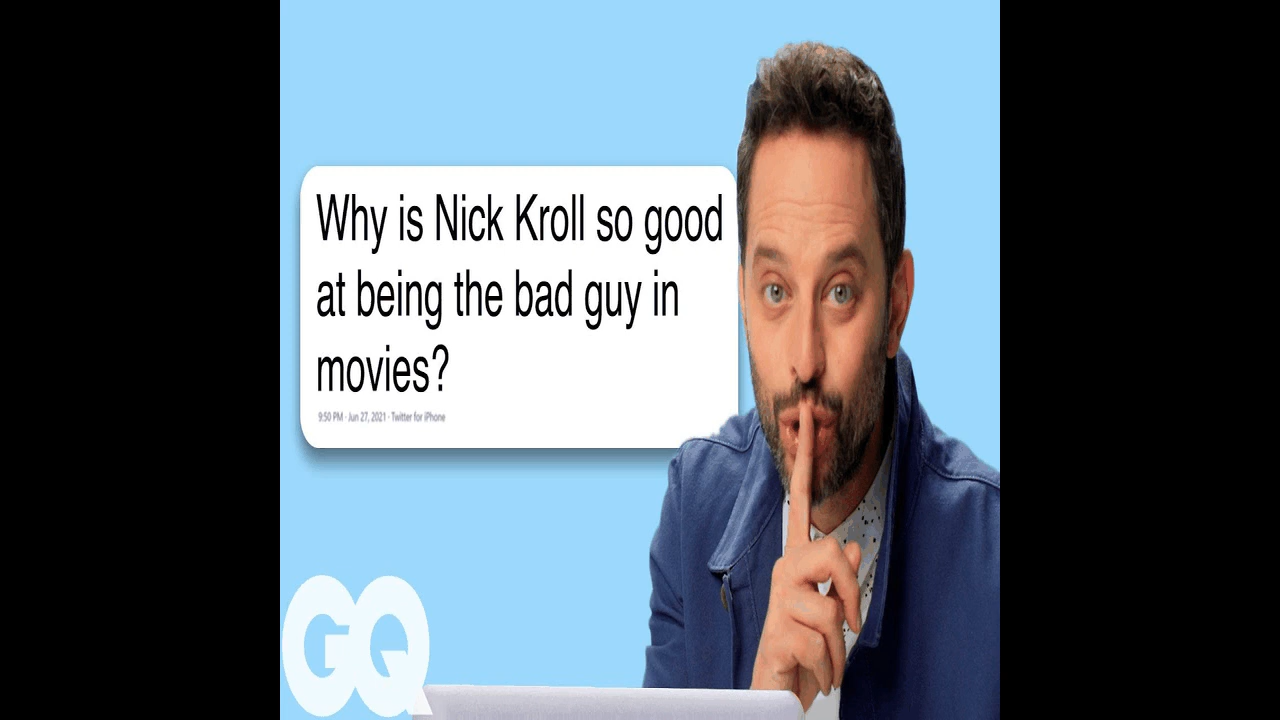 Why is Nick Kroll so good
at being the bad guy in
movies?
9:50 PM · Jun 27, 2021 · Twitter for iPhone
GQ